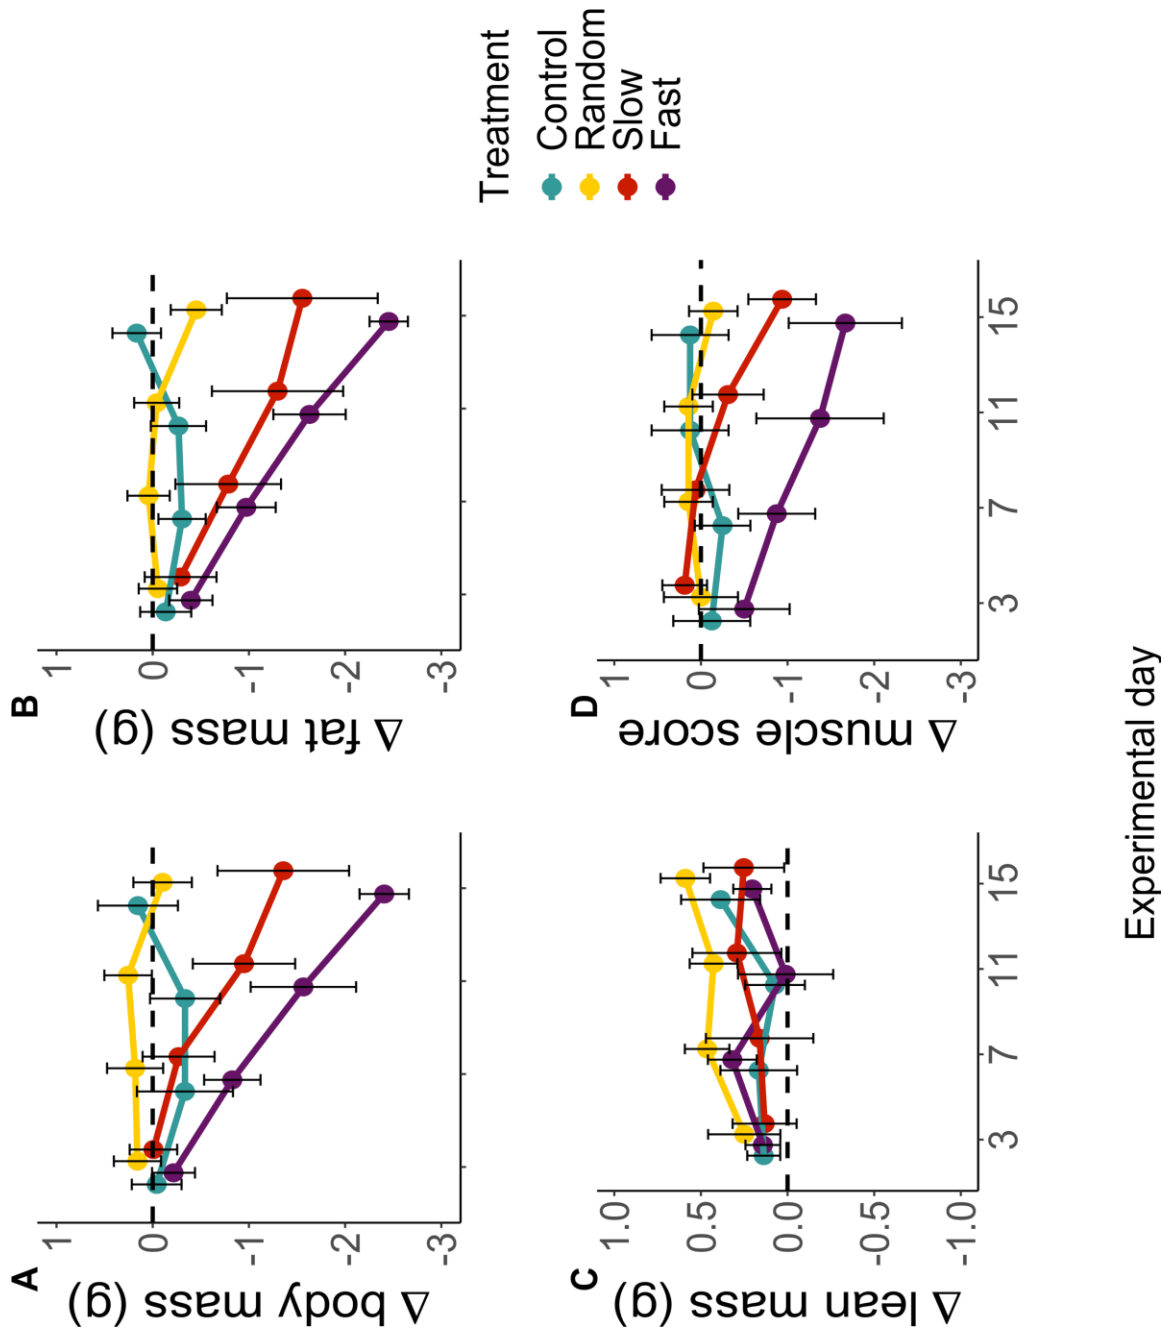 A
Δ body mass (g)
1
0
-1
-2
-3
B
Δ fat mass (g)
1
0
-1
-2
-3
C
Δ lean mass (g)
1.0
0.5
0.0
-0.5
-1.0
3
7
11
15
D
Δ muscle score
1
0
-1
-2
-3
3
7
11
15
Experimental day
Treatment
Control
Random
Slow
Fast